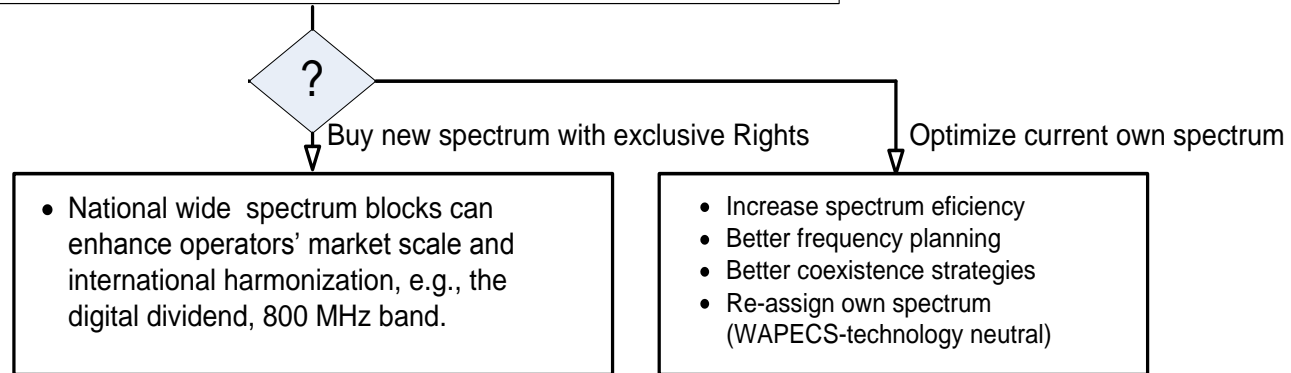 ?
Buy new spectrum with exclusive Rights
Optimize current own spectrum
• National wide spectrum blocks can
enhance operators’ market scale and
international harmonization, e.g., the
digital dividend, 800 MHz band.
• Increase spectrum eficiency
• Better frequency planning
• Better coexistence strategies
• Re-assign own spectrum
(WAPECS-technology neutral)